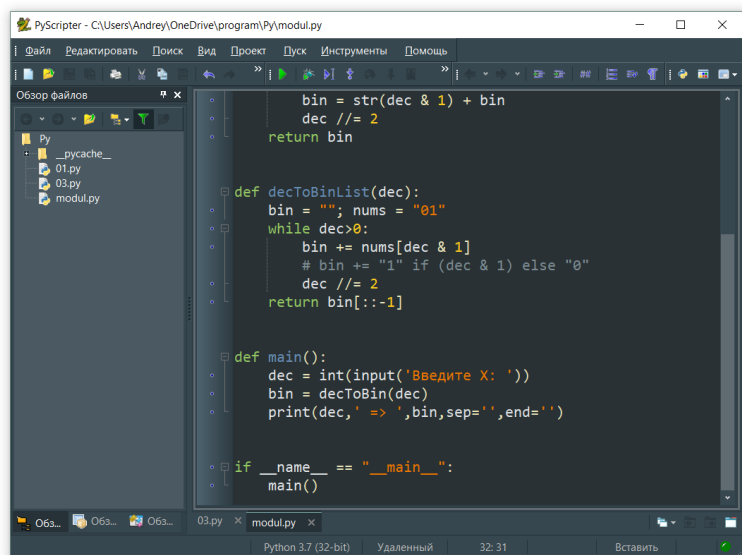 PyScripter - C:\Users\Andrey\OneDrive\program\Py\modul.py
Файл Редактировать Поиск Вид Проект Пуск Инструменты Помощь
Обзор файлов
Py
__pycache__
01.py
03.py
modul.py
bin = str(dec & 1) + bin
dec //= 2
return bin
def decToBinList(dec):
bin = ""; nums = "01"
while dec>0:
bin += nums[dec & 1]
# bin += "1" if (dec & 1) else "0"
dec //= 2
return bin[::-1]
def main():
dec = int(input('Введите X: '))
bin = decToBin(dec)
print(dec,' => ',bin,sep='',end='')
if __name__ == "__main__":
main()
Обз... Обз... Обз...
03.py modul.py
Python 3.7 (32-bit) Удаленный 32: 31 Вставить